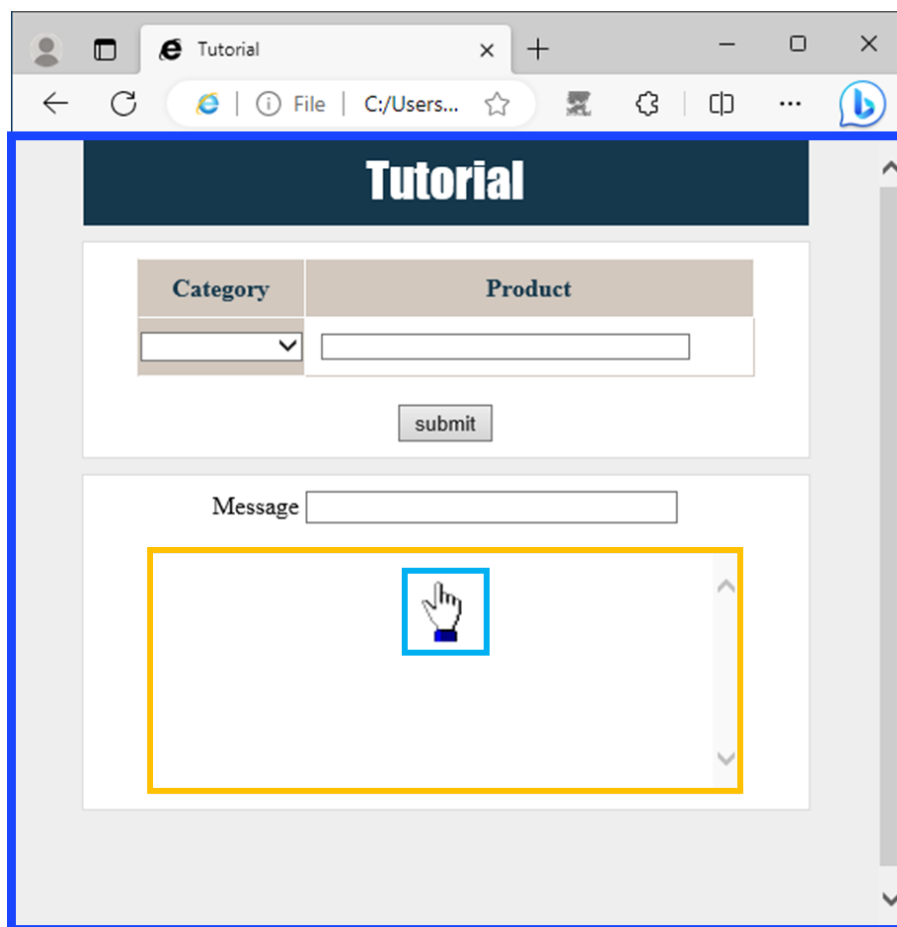 Tutorial
File C:/Users...
Tutorial
Category Product
submit
Message